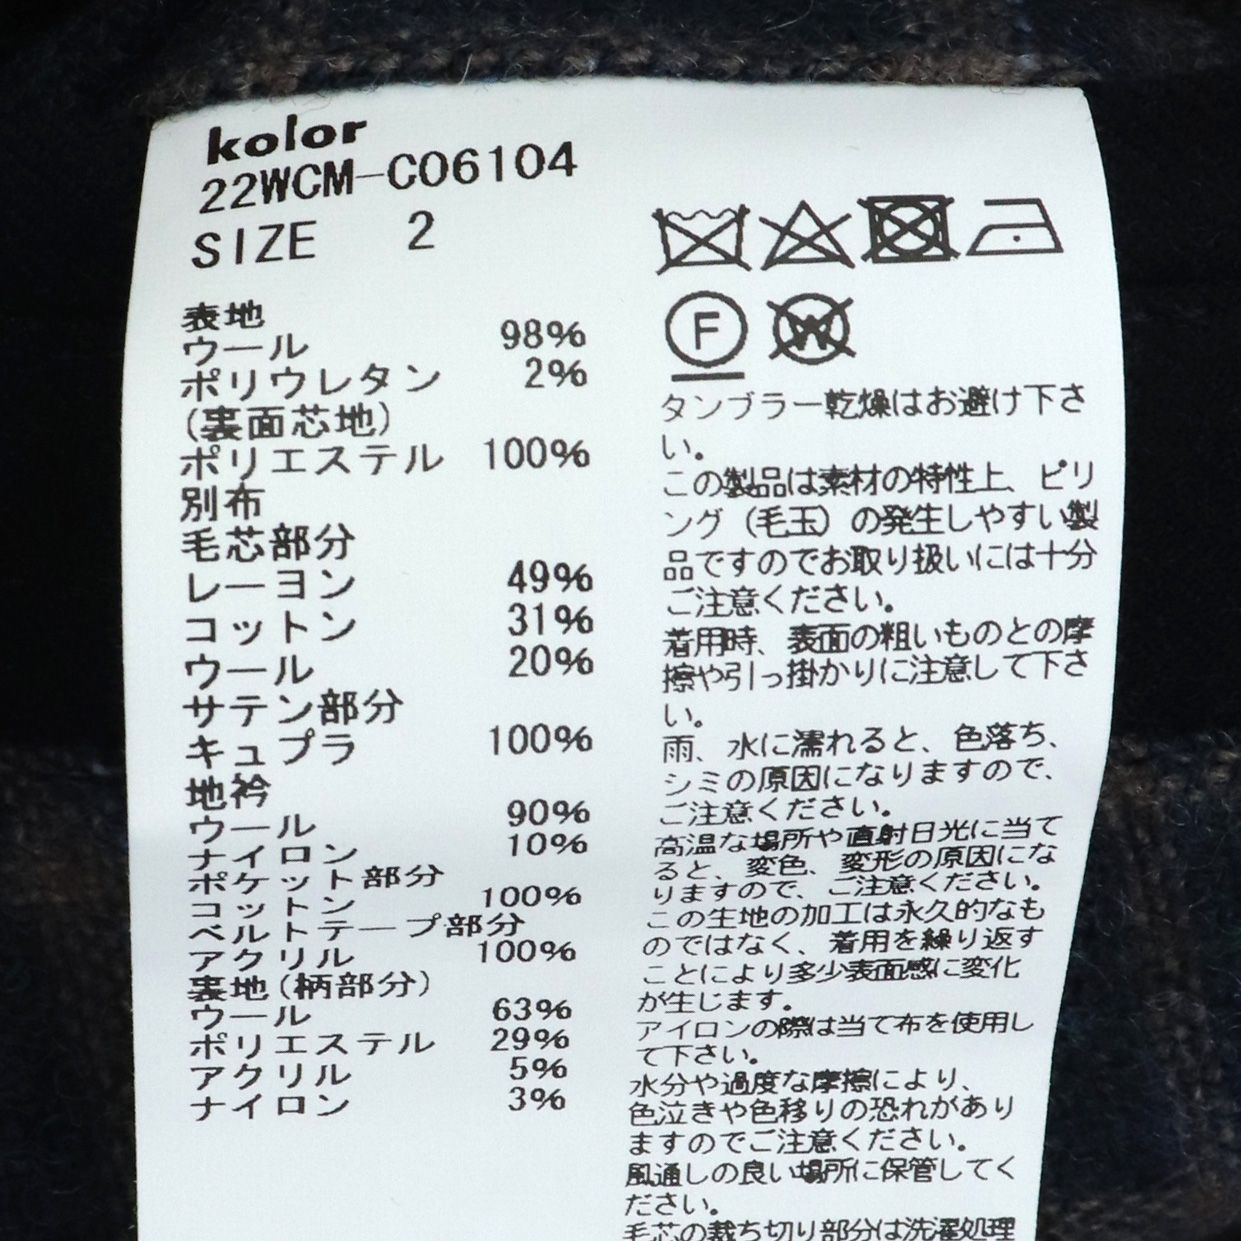 kolor
22WCM-C06104
SIZE 2
表地
ウール 98%
ポリウレタン 2%
(裏面芯地)
ポリエステル 100%
別布
毛芯部分
レーヨン 49%
コットン 31%
ウール 20%
サテン部分
キュプラ 100%
地衿
ウール 90%
ナイロン 10%
ポケット部分
コットン 100%
ベルトテープ部分
アクリル 100%
裏地(柄部分)
ウール 63%
ポリエステル 29%
アクリル 5%
ナイロン 3%
F
W
タンブラー乾燥はお避け下さ
い。
この製品は素材の特性上、ピリ
ング（毛玉）の発生しやすい製
品ですのでお取り扱いには十分
ご注意ください。
着用時、表面の粗いものとの摩
擦や引っ掛かりに注意して下さ
い。
雨、水に濡れると、色落ち、
シミの原因になりますので、
ご注意ください。
高温な場所や直射日光に当て
ると、変色、変形の原因にな
りますので、ご注意ください。
この生地の加工は永久的なも
のではなく、着用を繰り返す
ことにより多少表面感に変化
が生じます。
アイロンの際は当て布を使用し
て下さい。
水分や過度な摩擦により、
色泣きや色移りの恐れがあり
ますのでご注意ください。
風通しの良い場所に保管してく
ださい。
毛芯の裁ち切り部分は洗濯処理